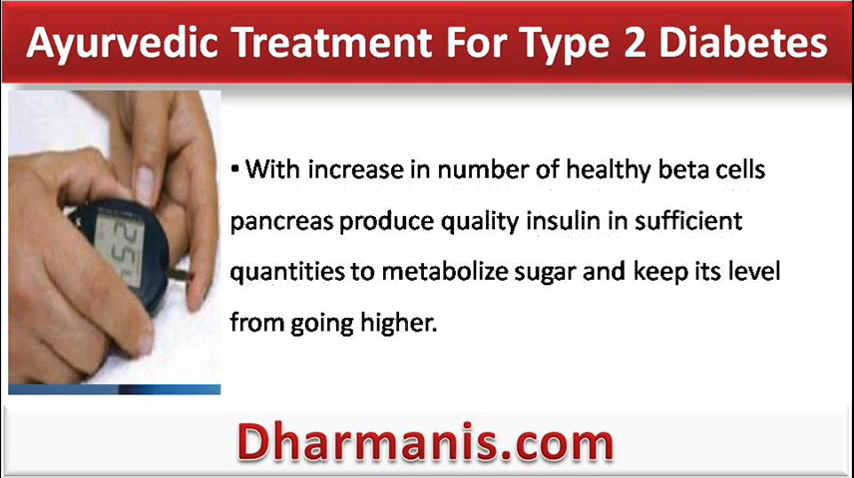 Ayurvedic Treatment For Type 2 Diabetes
• With increase in number of healthy beta cells
pancreas produce quality insulin in sufficient
quantities to metabolize sugar and keep its level
from going higher.
Dharmanis.com